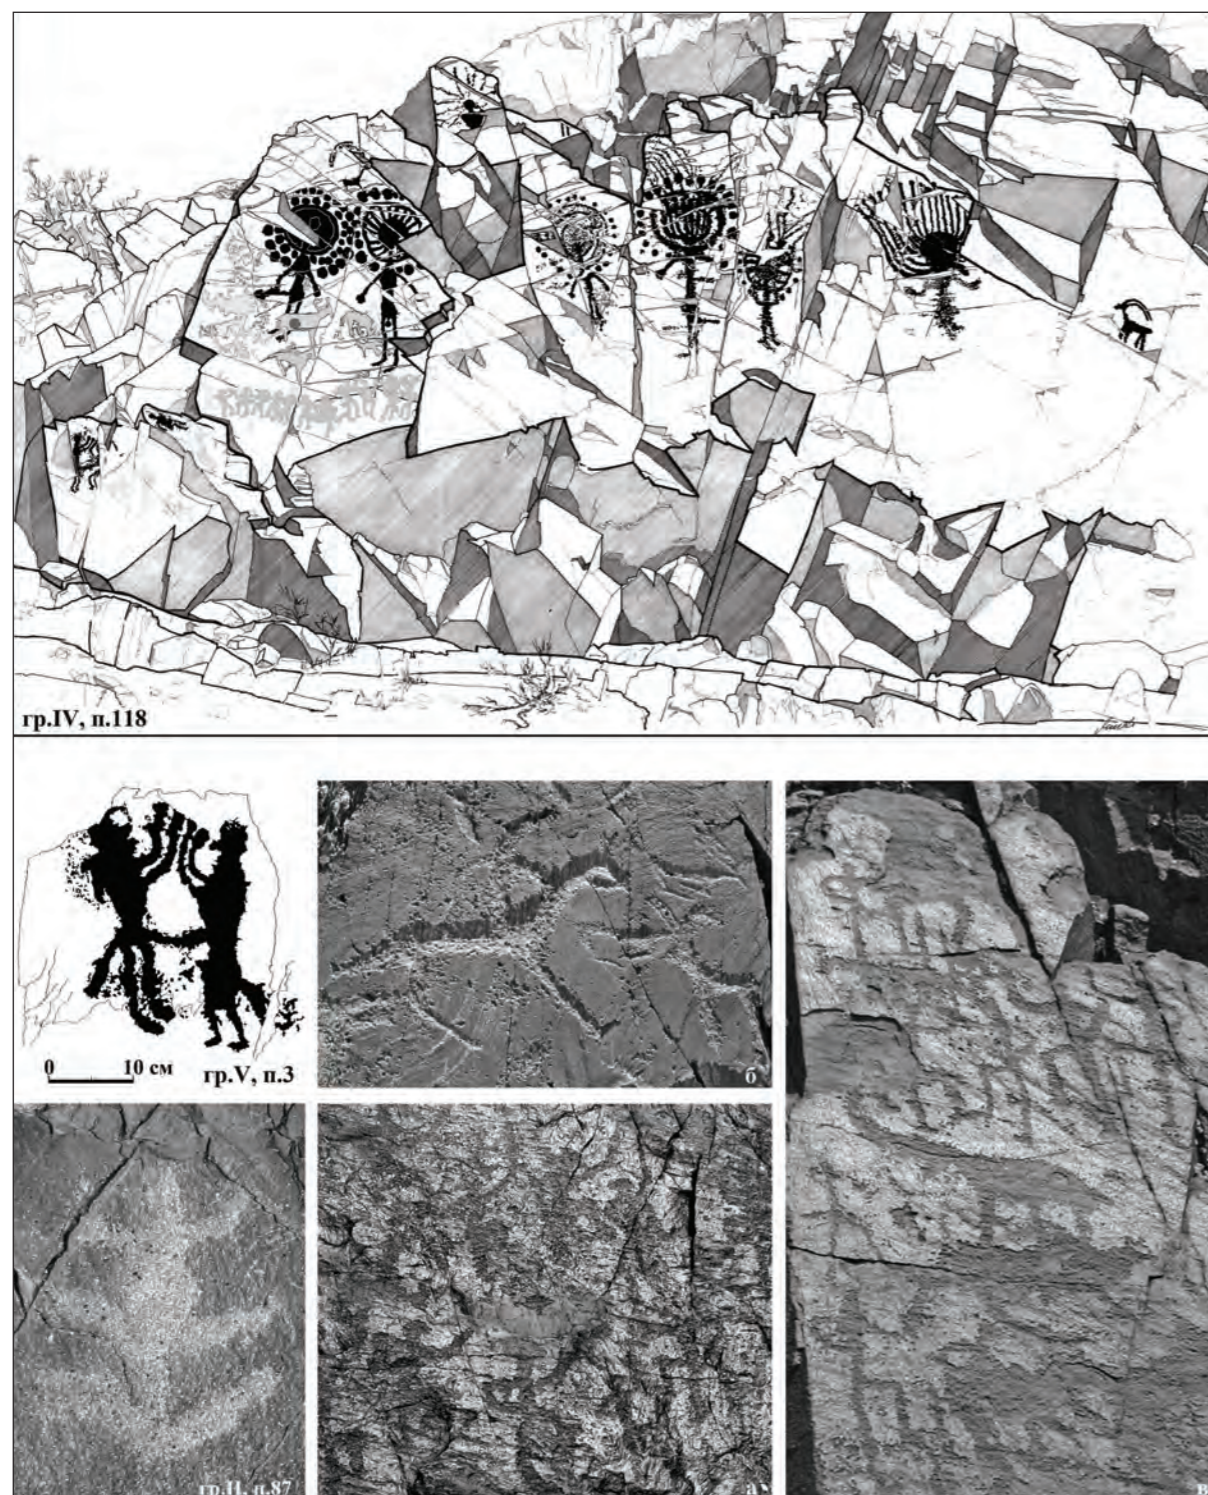 гр.IV, п.118
0 10 см
гр.V, п.3
б
гр.II, п.87
а
в